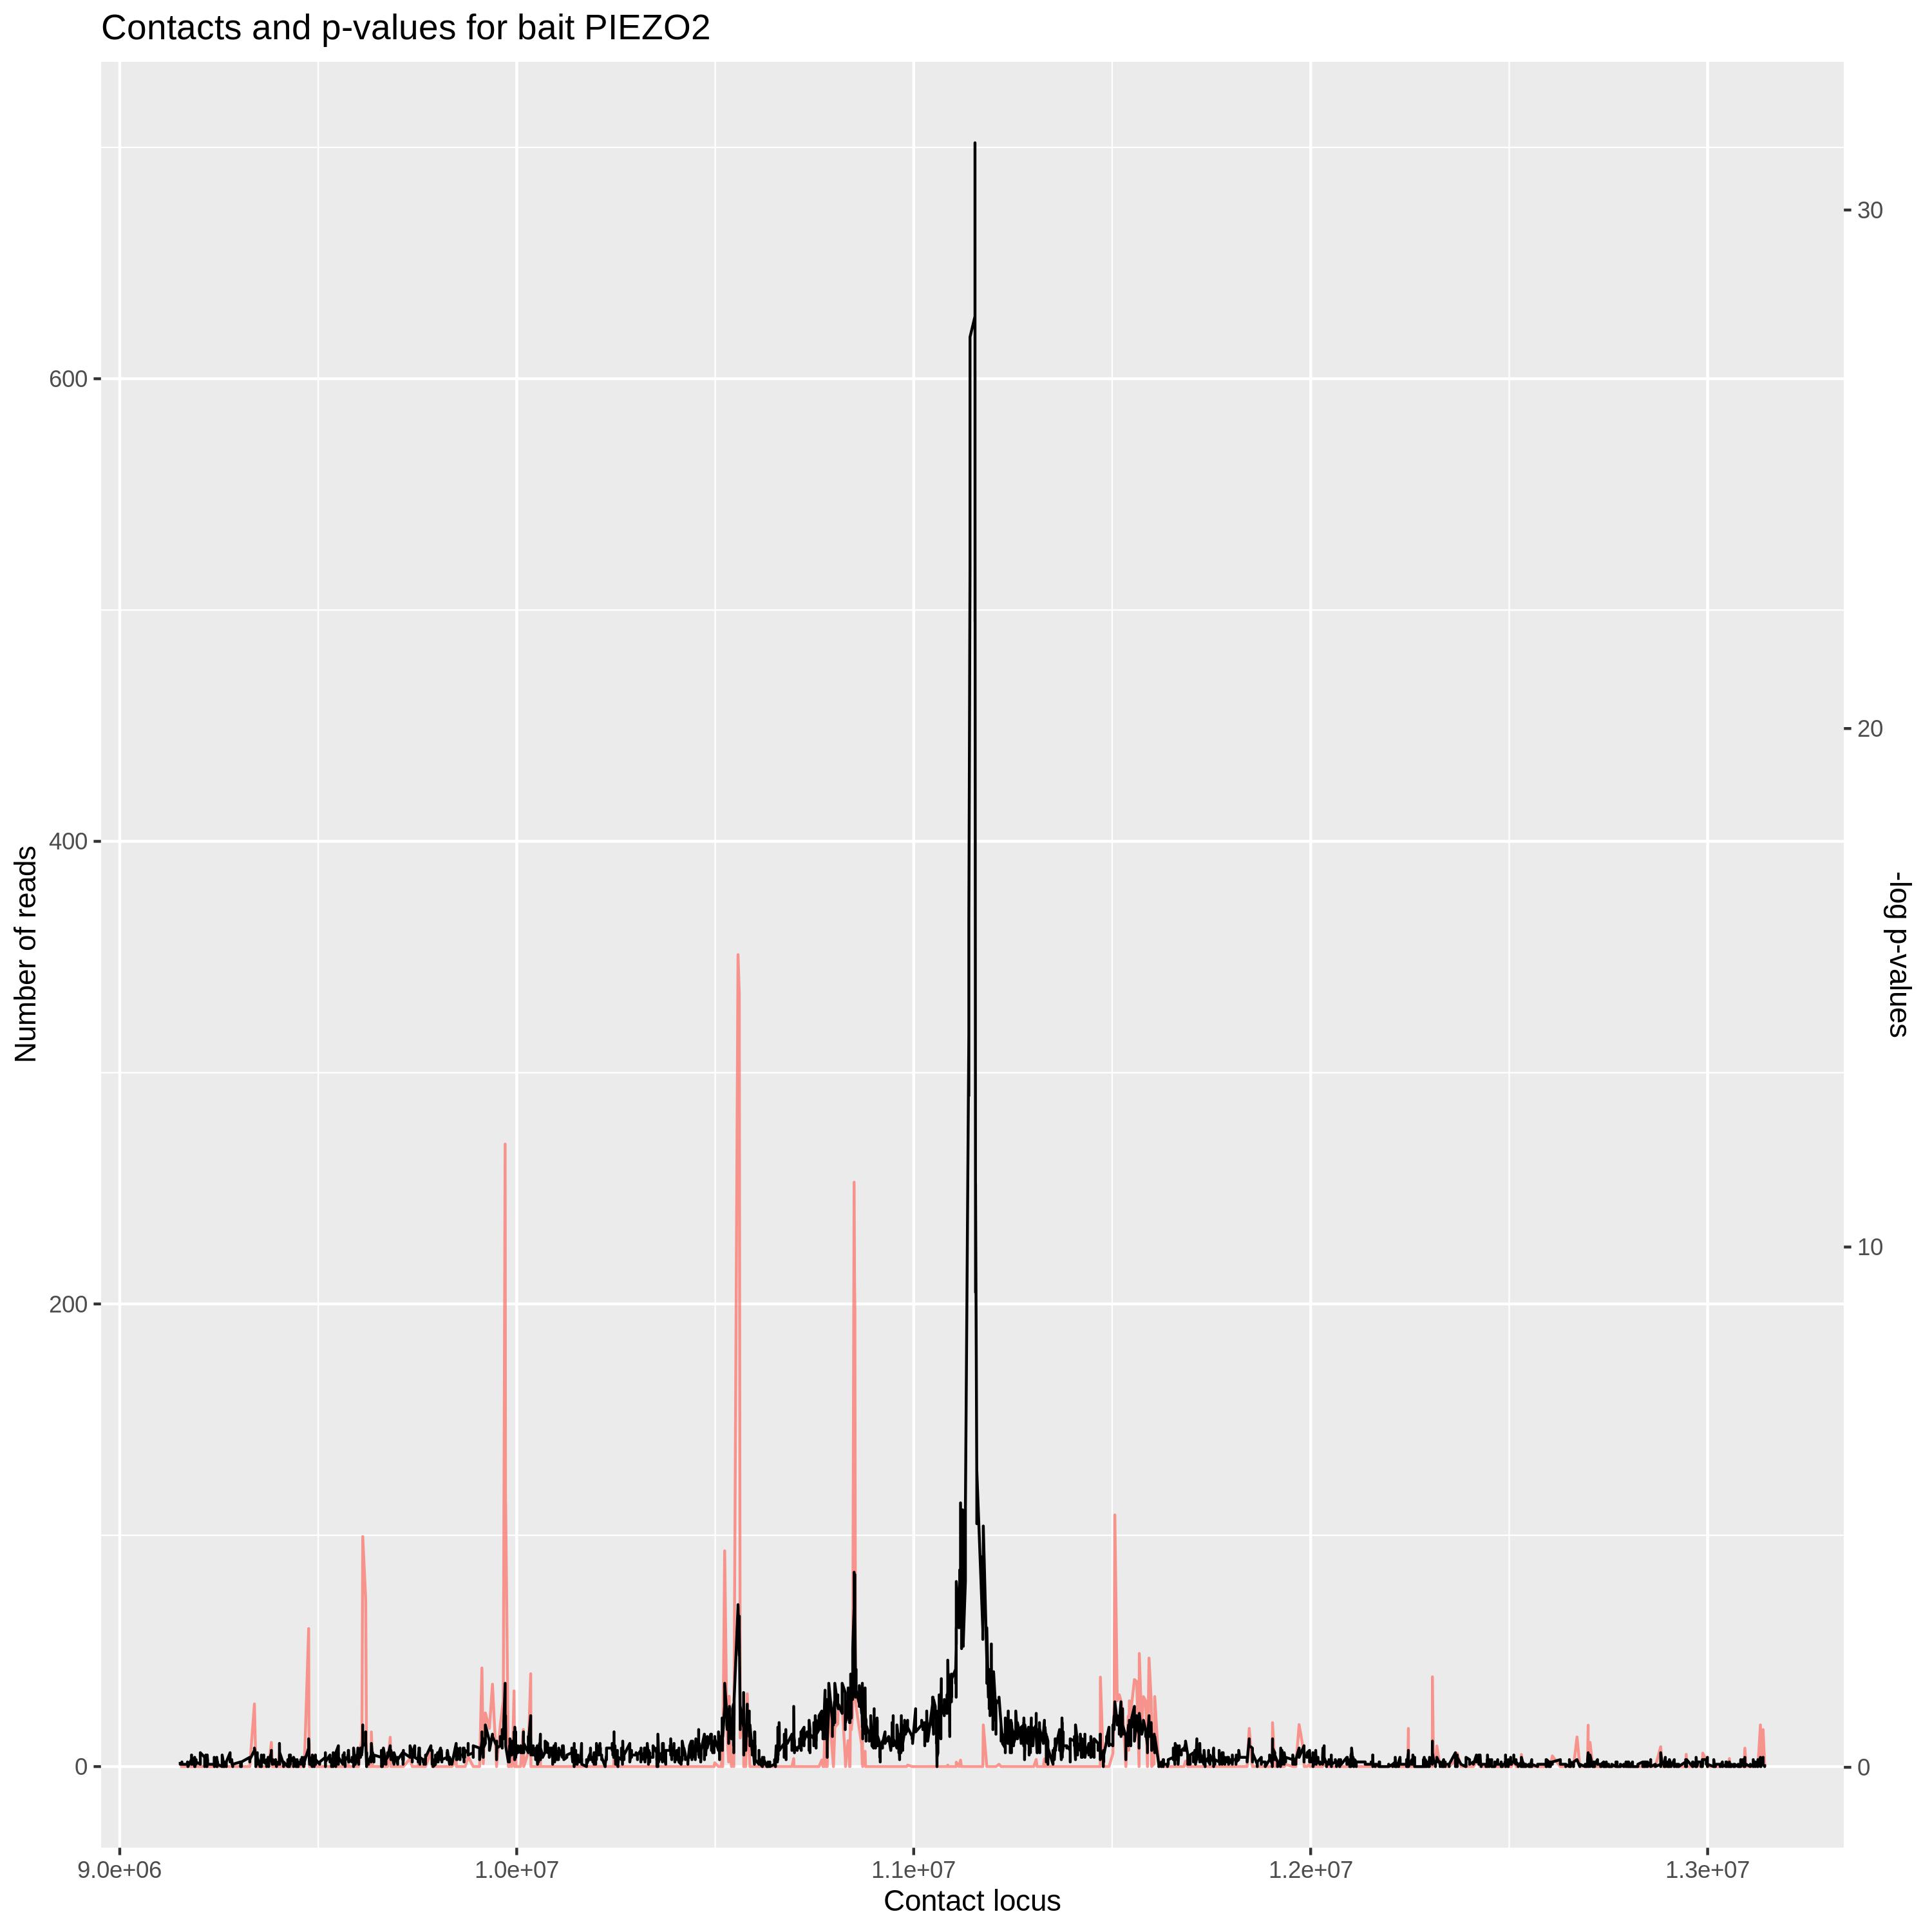 Contacts and p-values for bait PIEZO2
Number of reads
600
400
200
0
30
20
10
0
-log p-values
9.0e+06
1.0e+07
1.1e+07
1.2e+07
1.3e+07
Contact locus